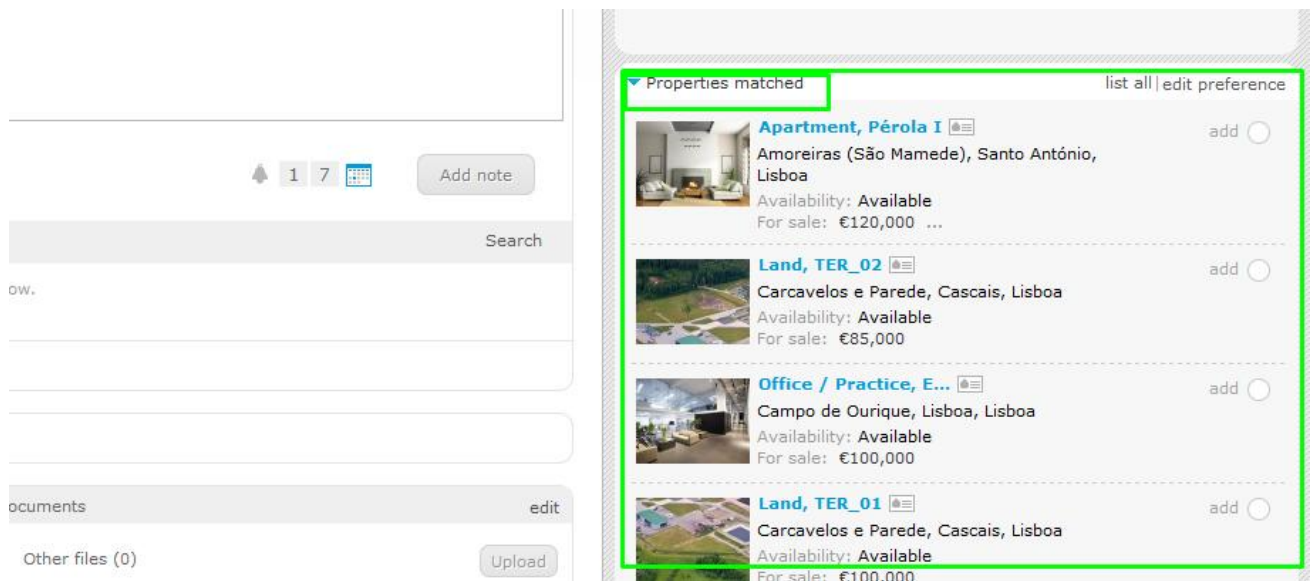 1 7 Add note
Search
ow.
ocuments edit
Other files (0) Upload
Properties matched list all | edit preference
Apartment, Pérola I add
Amoreiras (São Mamede), Santo António,
Lisboa
Availability: Available
For sale: €120,000 ...
Land, TER_02 add
Carcavelos e Parede, Cascais, Lisboa
Availability: Available
For sale: €85,000
Office / Practice, E... add
Campo de Ourique, Lisboa, Lisboa
Availability: Available
For sale: €100,000
Land, TER_01 add
Carcavelos e Parede, Cascais, Lisboa
Availability: Available
For sale: €100,000